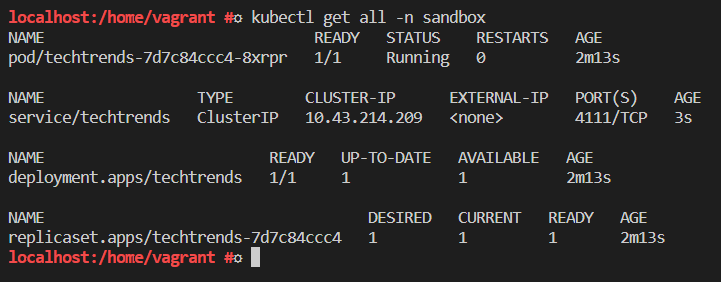 localhost:/home/vagrant #¤ kubectl get all -n sandbox
NAME READY STATUS RESTARTS AGE
pod/techtrends-7d7c84ccc4-8xrpr 1/1 Running 0 2m13s
NAME TYPE CLUSTER-IP EXTERNAL-IP PORT(S) AGE
service/techtrends ClusterIP 10.43.214.209 <none> 4111/TCP 3s
NAME READY UP-TO-DATE AVAILABLE AGE
deployment.apps/techtrends 1/1 1 1 2m13s
NAME DESIRED CURRENT READY AGE
replicaset.apps/techtrends-7d7c84ccc4 1 1 1 2m13s
localhost:/home/vagrant #¤